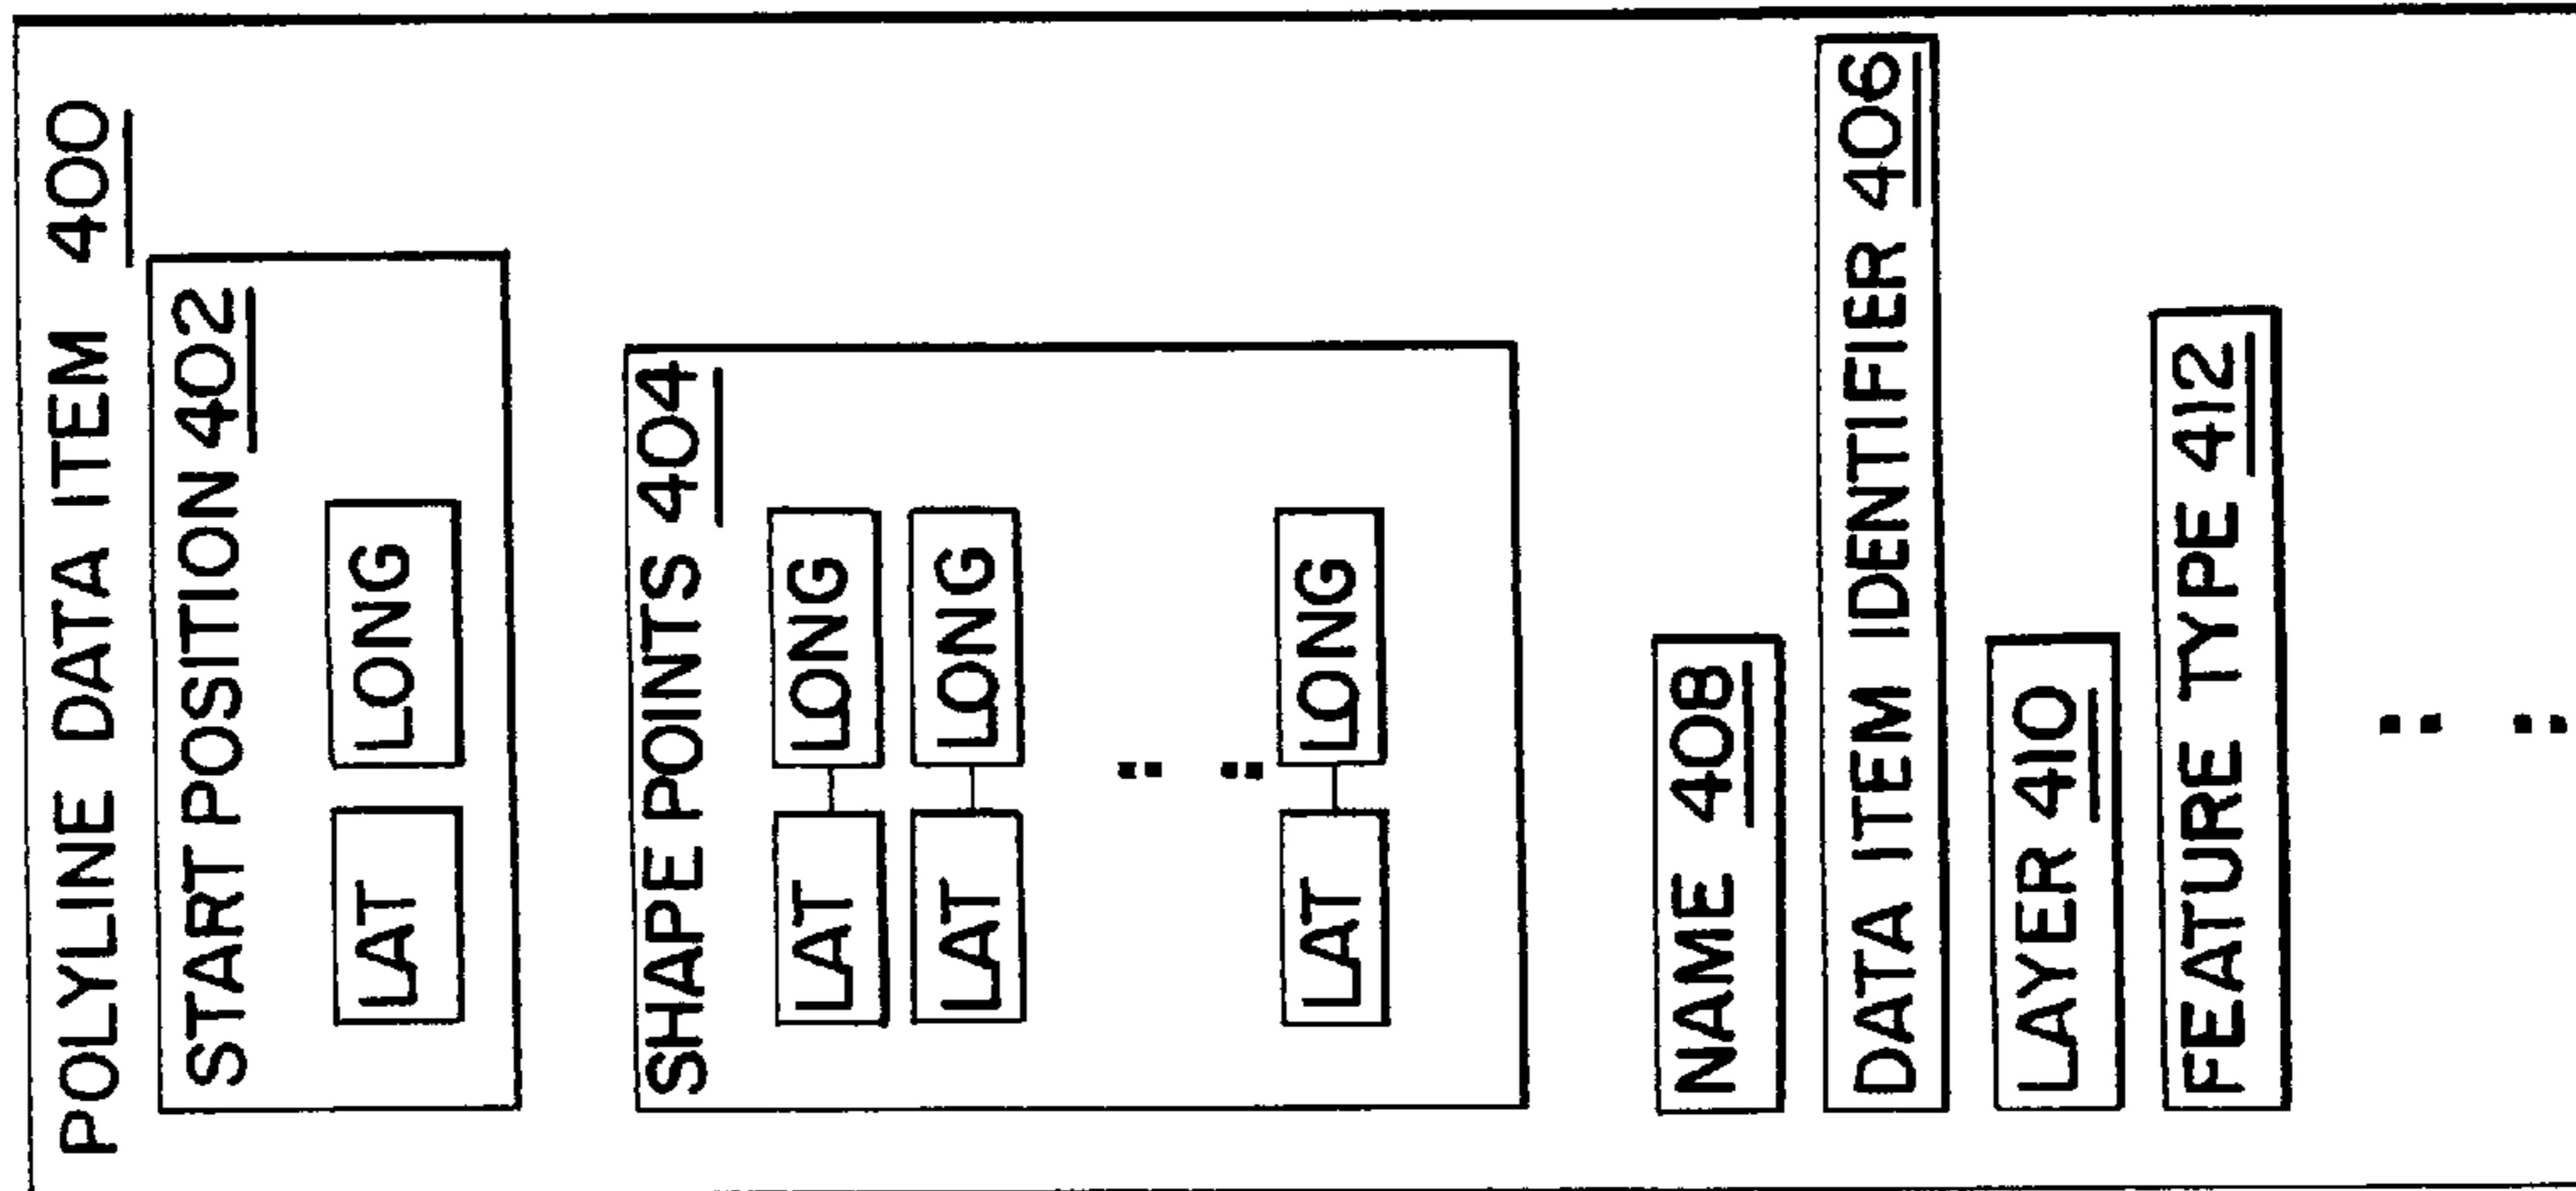 POLYLINE DATA ITEM 400
START POSITION 402
LAT LONG
SHAPE POINTS 404
LAT LONG
LAT LONG
LAT LONG
NAME 408
DATA ITEM IDENTIFIER 406
LAYER 410
FEATURE TYPE 412